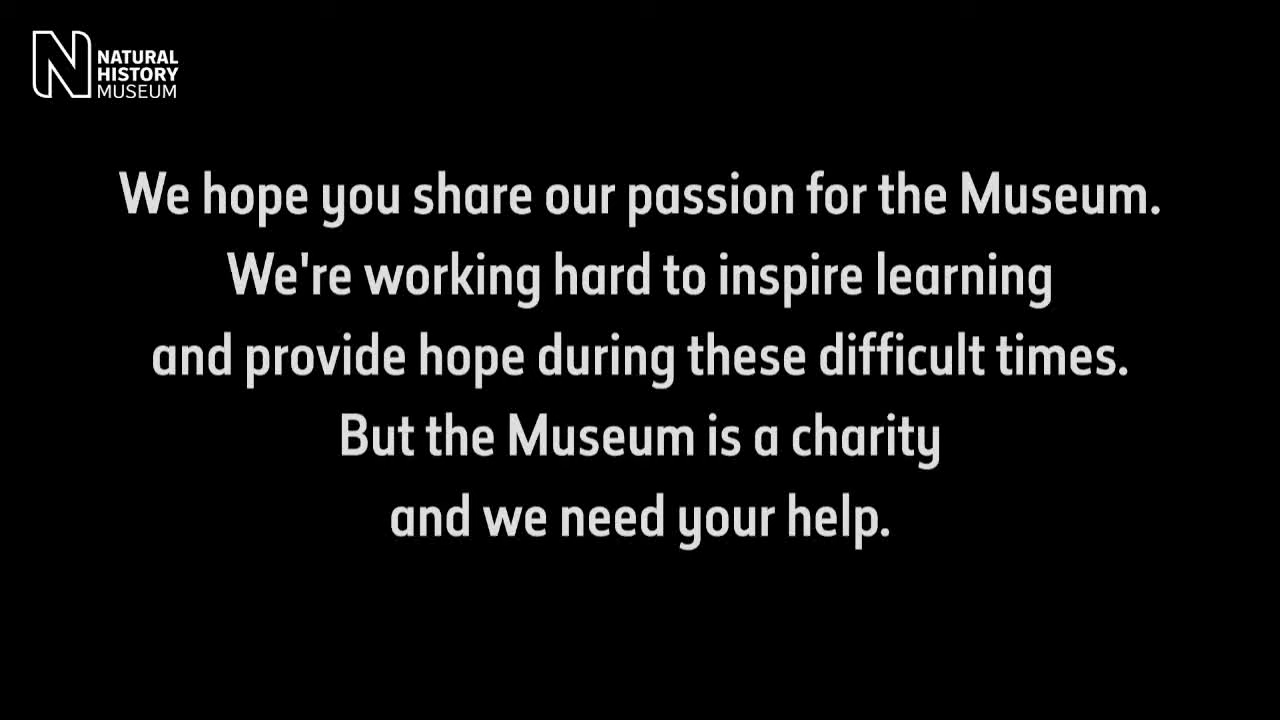 NATURAL
HISTORY
MUSEUM
We hope you share our passion for the Museum.
We're working hard to inspire learning
and provide hope during these difficult times.
But the Museum is a charity
and we need your help.